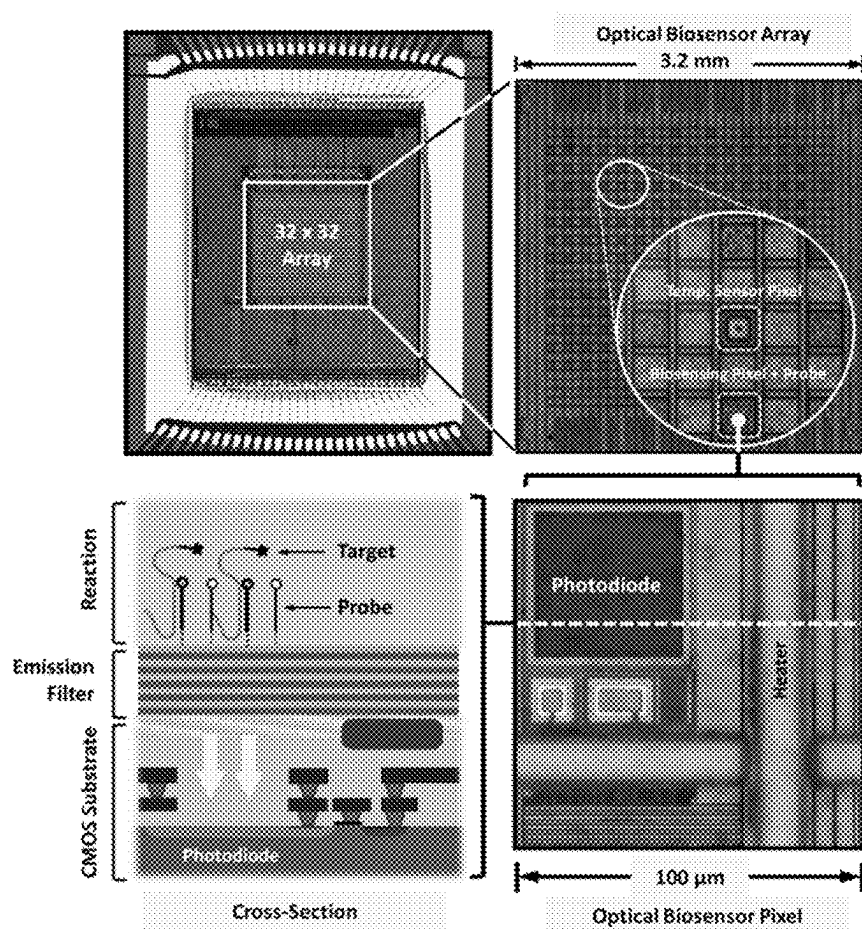 Optical Biosensor Array
3.2 mm
32 x 32
Array
Temp. Sensor Pixel
Biosensing Pixel + Probe
Reaction
Target
Probe
Emission
Filter
CMOS Substrate
Photodiode
Cross-Section
Photodiode
Heater
100 µm
Optical Biosensor Pixel